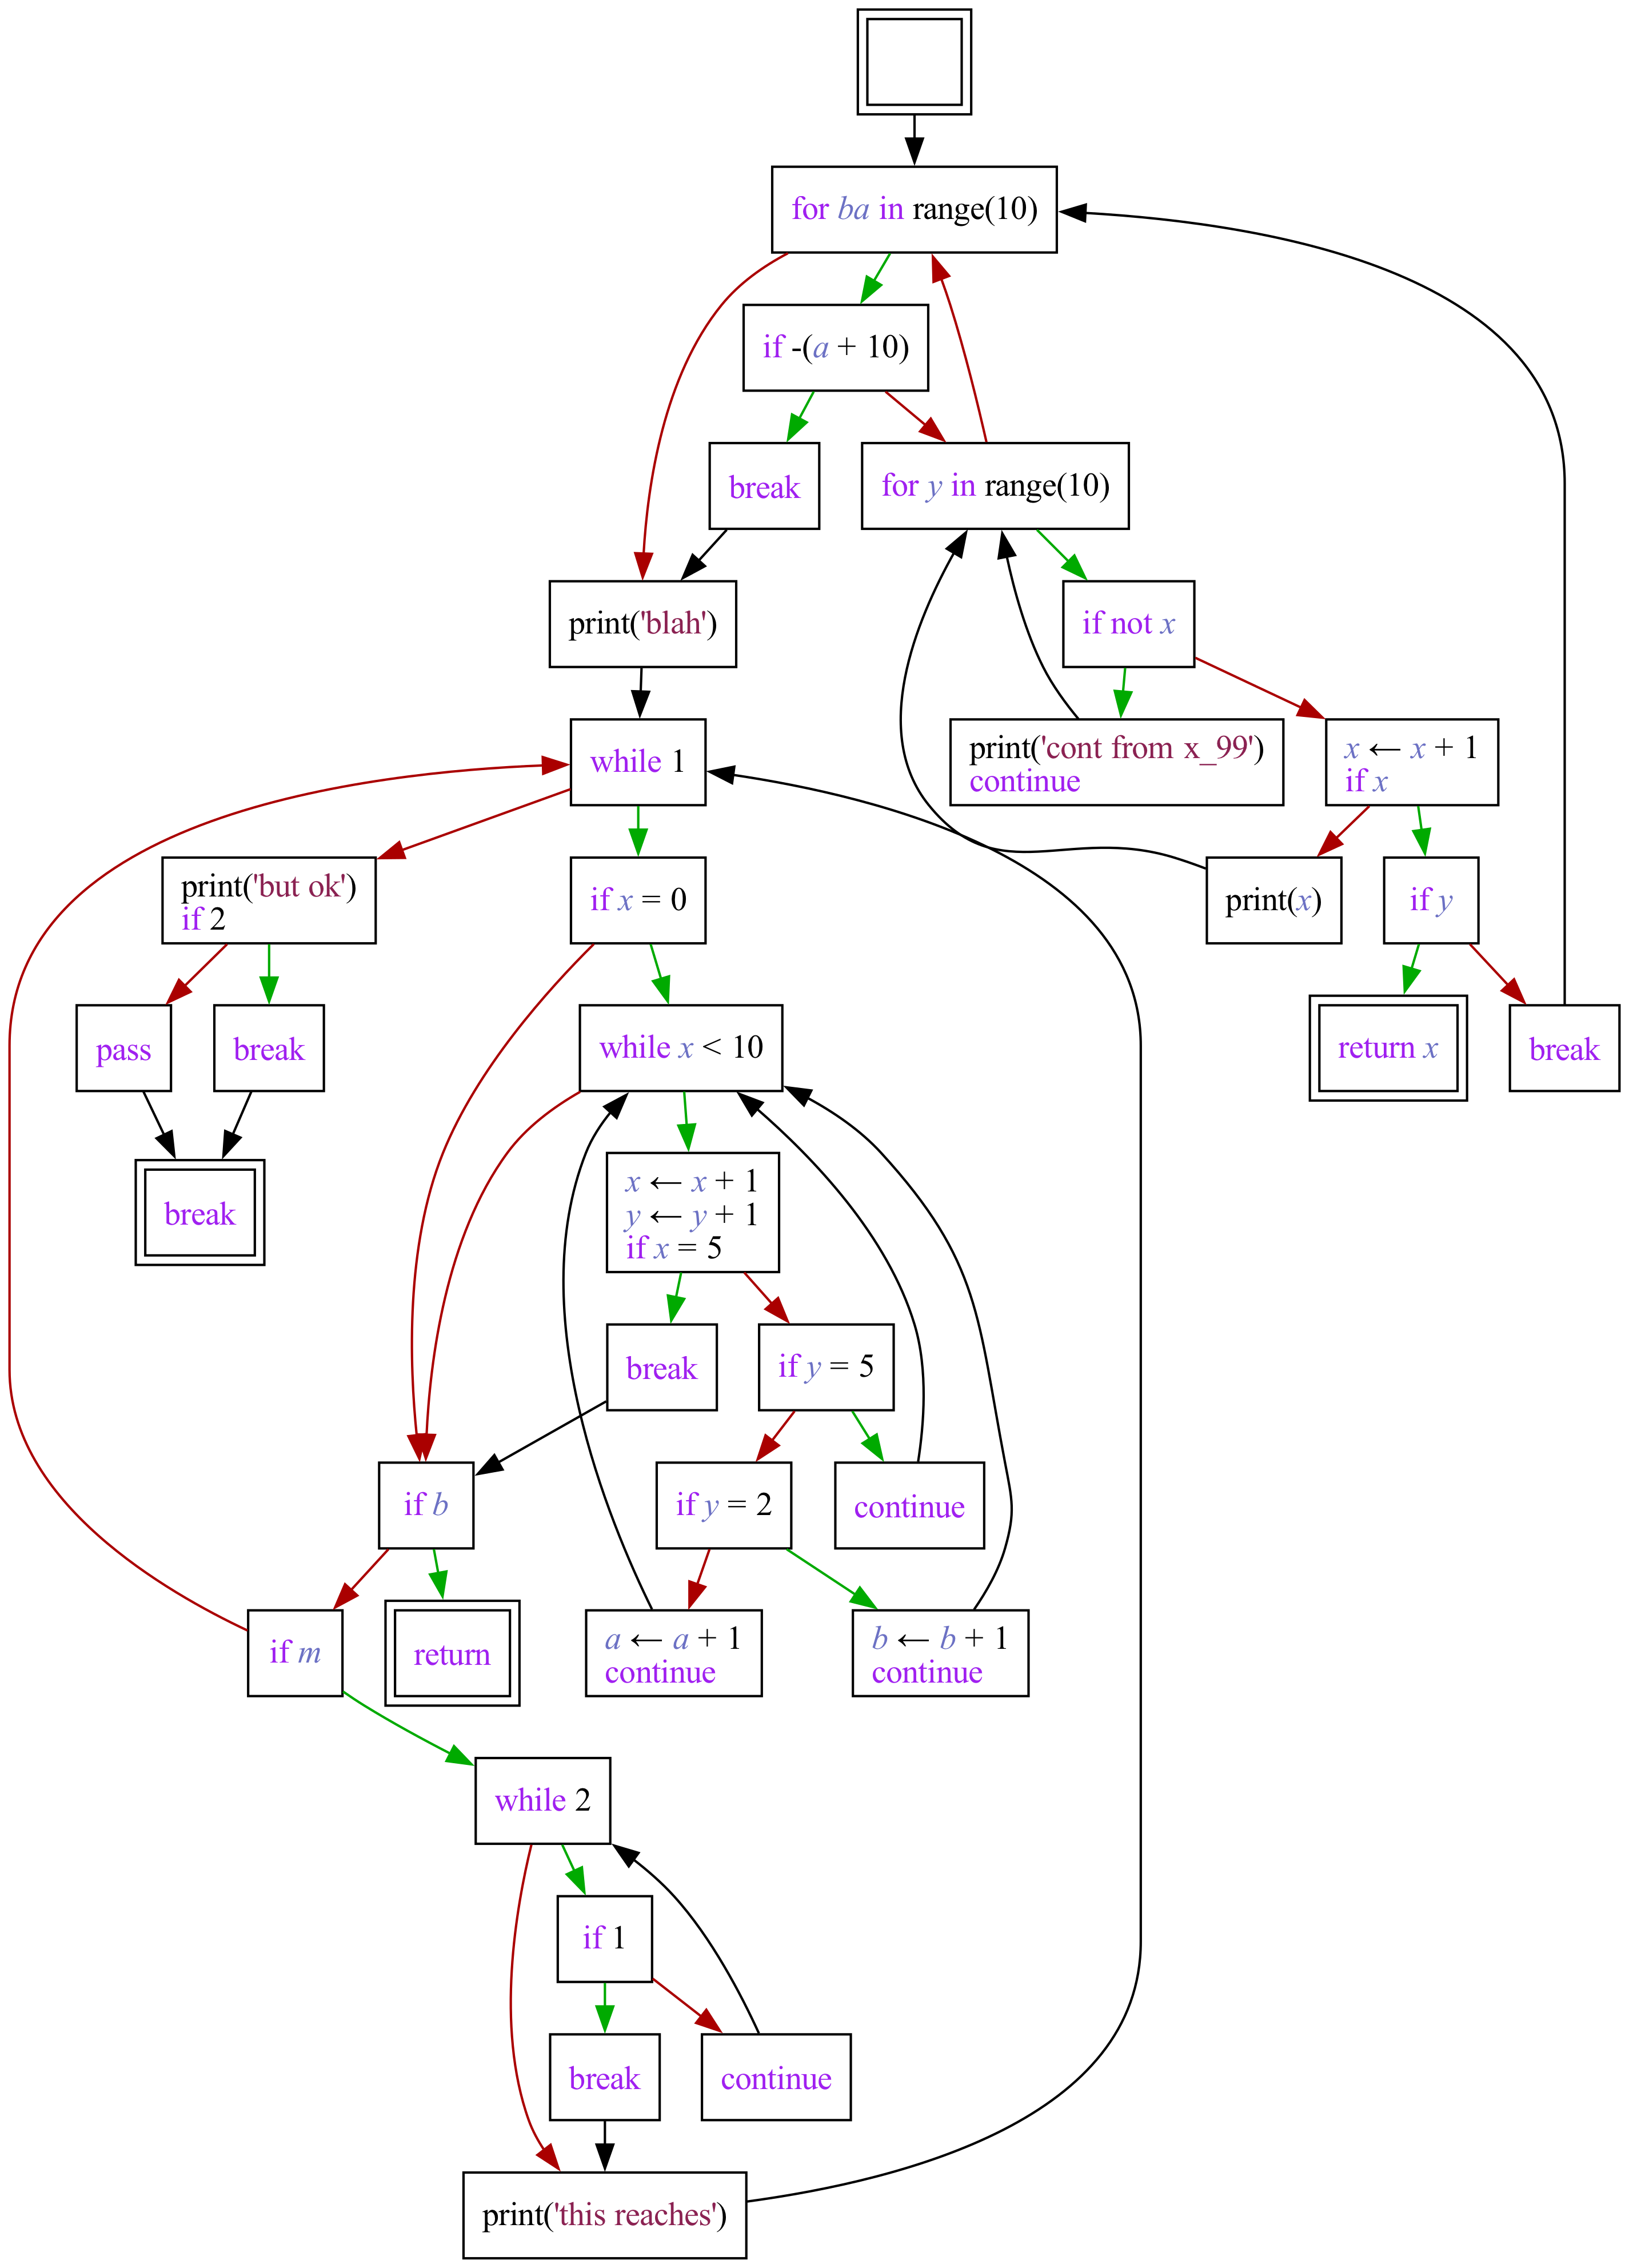 for ba in range(10)
if -(a + 10)
break
for y in range(10)
print('blah')
if not x
while 1
print('cont from x_99')
continue
x ← x + 1
if x
print('but ok')
if 2
if x = 0
print(x)
if y
pass
break
while x < 10
return x
break
break
x ← x + 1
y ← y + 1
if x = 5
break
if y = 5
if b
if y = 2
continue
if m
return
a ← a + 1
continue
b ← b + 1
continue
while 2
if 1
break
continue
print('this reaches')